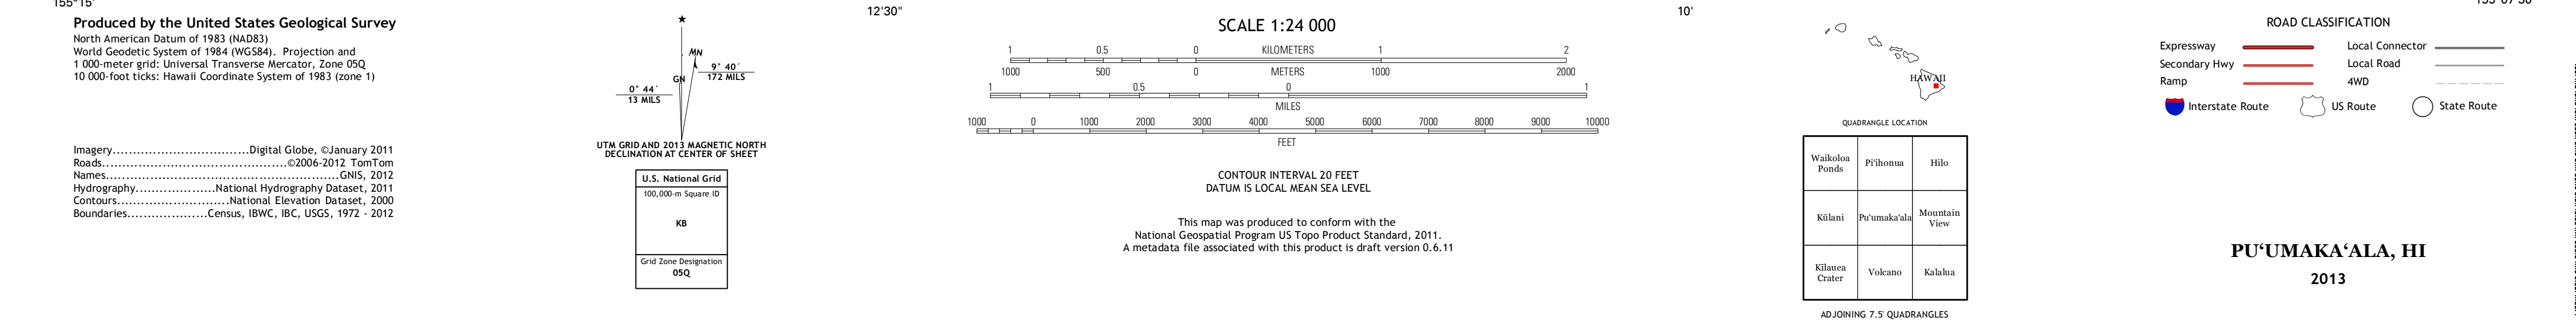 155°15'
Produced by the United States Geological Survey
North American Datum of 1983 (NAD83)
World Geodetic System of 1984 (WGS84). Projection and
1 000-meter grid: Universal Transverse Mercator, Zone 05Q
10 000-foot ticks: Hawaii Coordinate System of 1983 (zone 1)
Imagery..................................Digital Globe, ©January 2011
Roads.............................................©2006-2012 TomTom
Names.........................................................GNIS, 2012
Hydrography....................National Hydrography Dataset, 2011
Contours............................National Elevation Dataset, 2000
Boundaries....................Census, IBWC, IBC, USGS, 1972 - 2012
MN
GN
9° 40´
172 MILS
0° 44´
13 MILS
UTM GRID AND 2013 MAGNETIC NORTH
DECLINATION AT CENTER OF SHEET
U.S. National Grid
100,000-m Square ID
KB
Grid Zone Designation
05Q
12'30"
SCALE 1:24 000
1 0.5 0 KILOMETERS 1 2
1000 500 0 METERS 1000 2000
1 0.5 0 1
MILES
1000 0 1000 2000 3000 4000 5000 6000 7000 8000 9000 10000
FEET
CONTOUR INTERVAL 20 FEET
DATUM IS LOCAL MEAN SEA LEVEL
This map was produced to conform with the
National Geospatial Program US Topo Product Standard, 2011.
A metadata file associated with this product is draft version 0.6.11
10'
HAWAII
QUADRANGLE LOCATION
Waikoloa Ponds
Pi'ihonua
Hilo
Kūlani
Pu'umaka'ala
Mountain View
Kīlauea Crater
Volcano
Kalalua
ADJOINING 7.5' QUADRANGLES
ROAD CLASSIFICATION
Expressway
Local Connector
Secondary Hwy
Local Road
Ramp
4WD
Interstate Route
US Route
State Route
PU‘UMAKA‘ALA, HI
2013